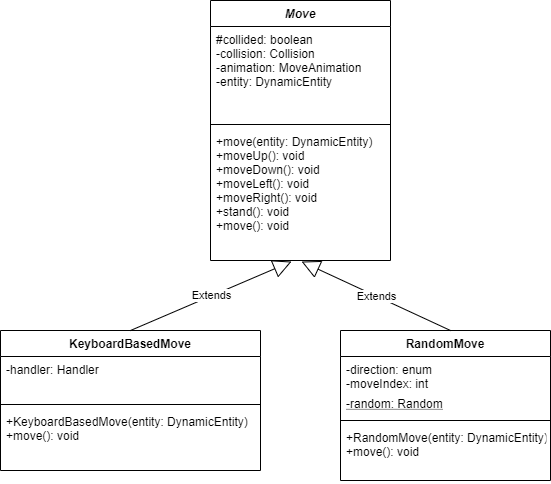 Move
#collided: boolean
-collision: Collision
-animation: MoveAnimation
-entity: DynamicEntity
+move(entity: DynamicEntity)
+moveUp(): void
+moveDown(): void
+moveLeft(): void
+moveRight(): void
+stand(): void
+move(): void
Extends
Extends
KeyboardBasedMove
-handler: Handler
+KeyboardBasedMove(entity: DynamicEntity)
+move(): void
RandomMove
-direction: enum
-moveIndex: int
-random: Random
+RandomMove(entity: DynamicEntity)
+move(): void